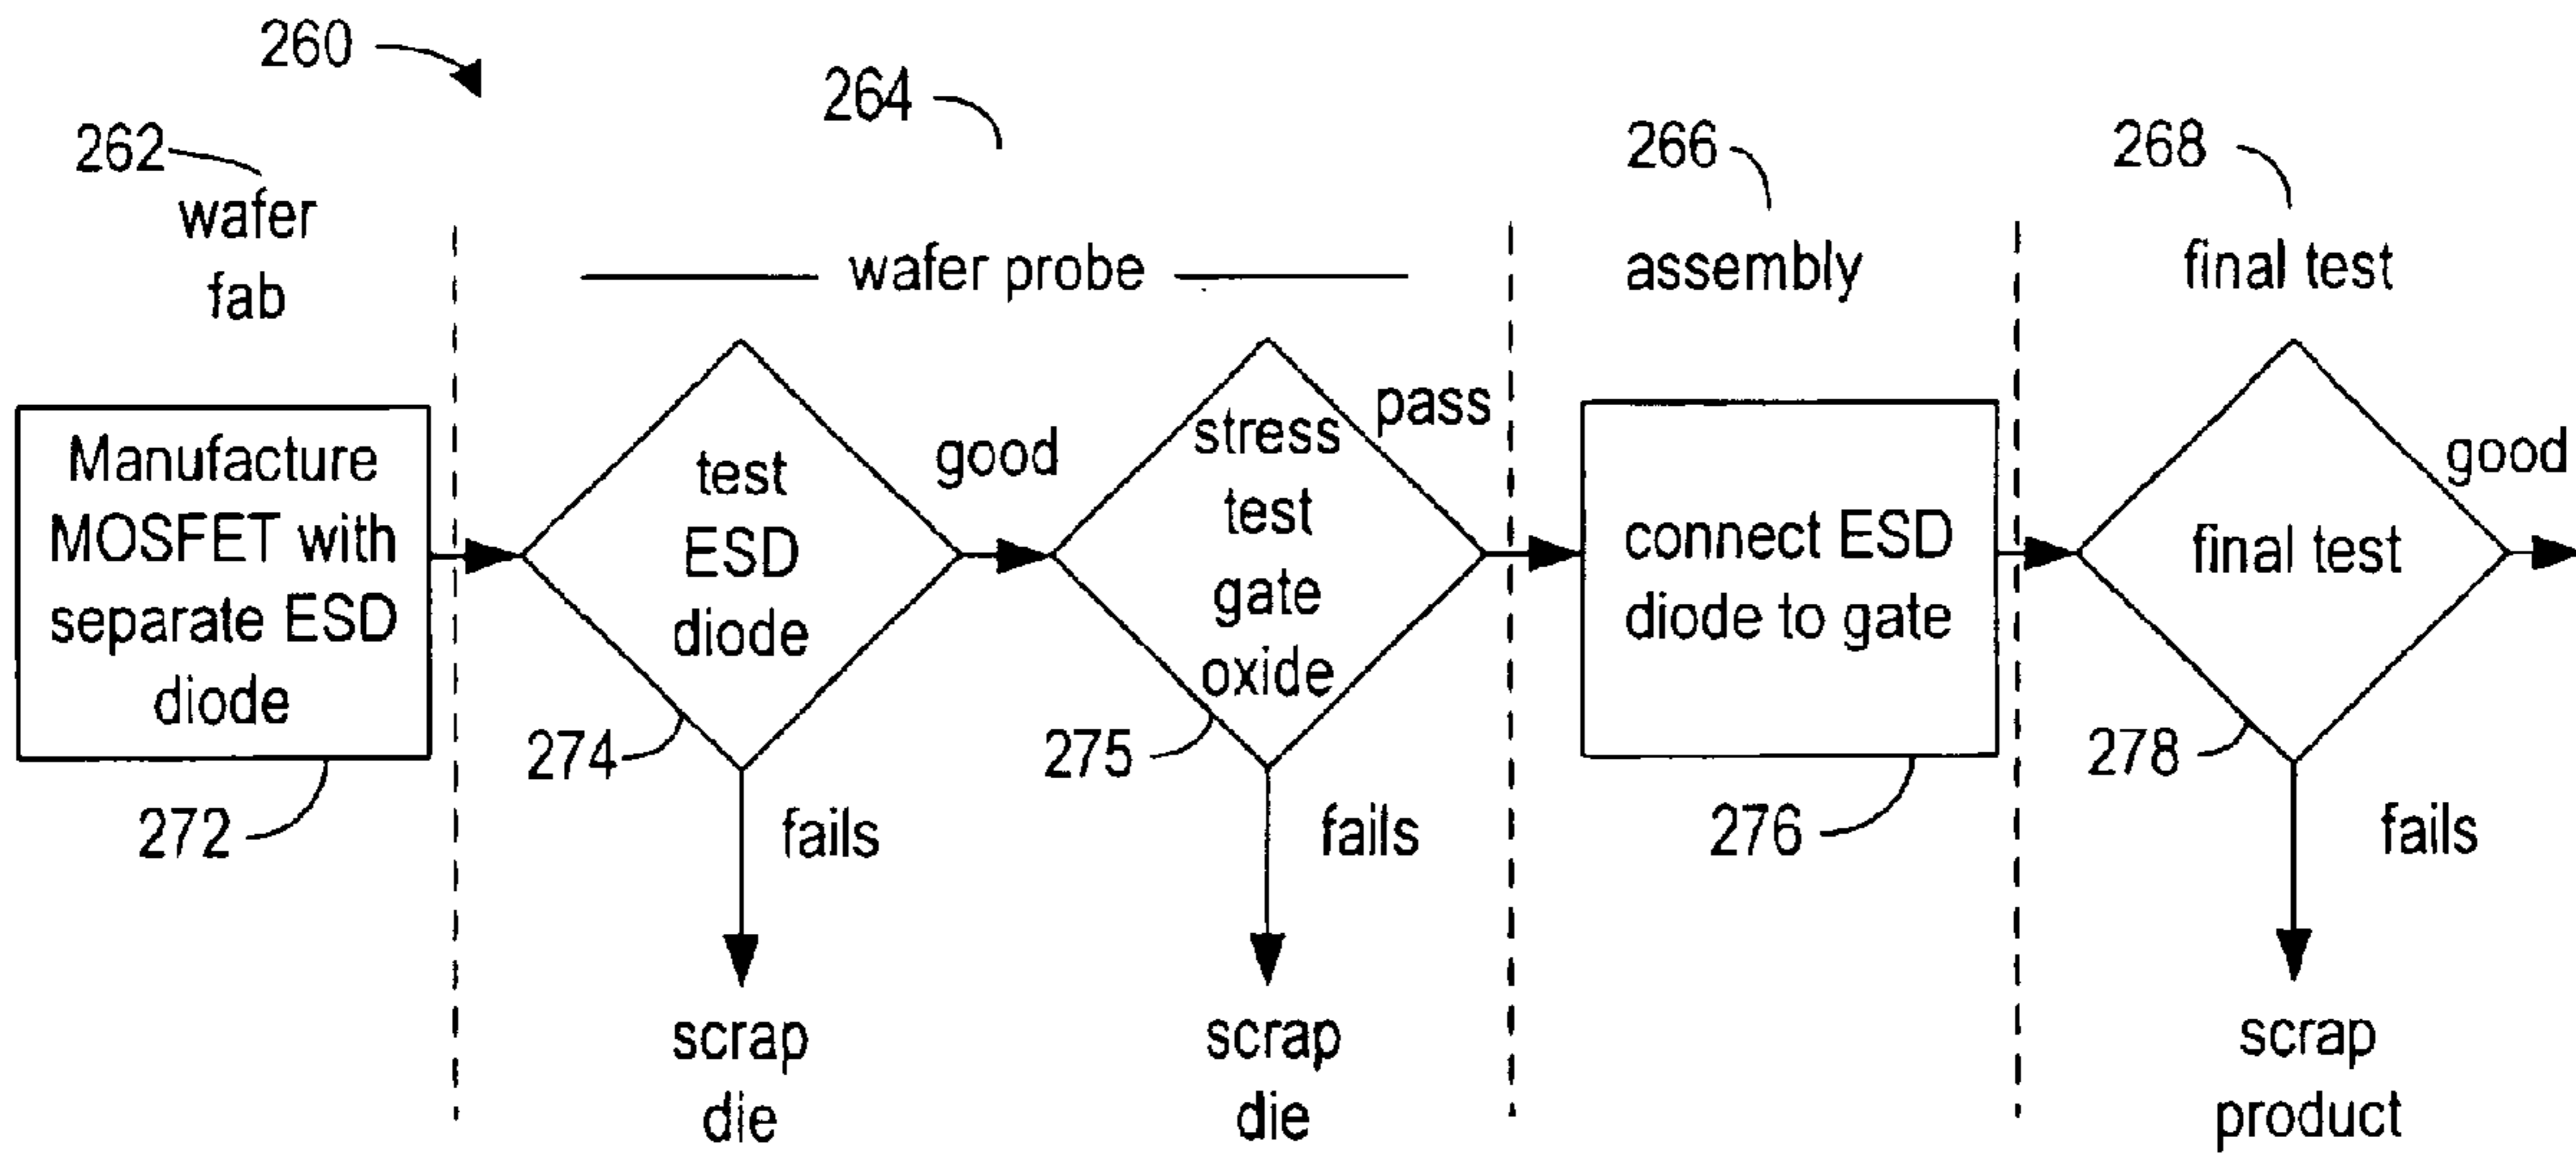 260
264
262
266
268
wafer
fab
wafer probe
assembly
final test
Manufacture
MOSFET with
separate ESD
diode
272
test
ESD
diode
274
good
fails
scrap
die
stress
test
gate
oxide
275
pass
fails
scrap
die
connect ESD
diode to gate
276
final test
278
good
fails
scrap
product